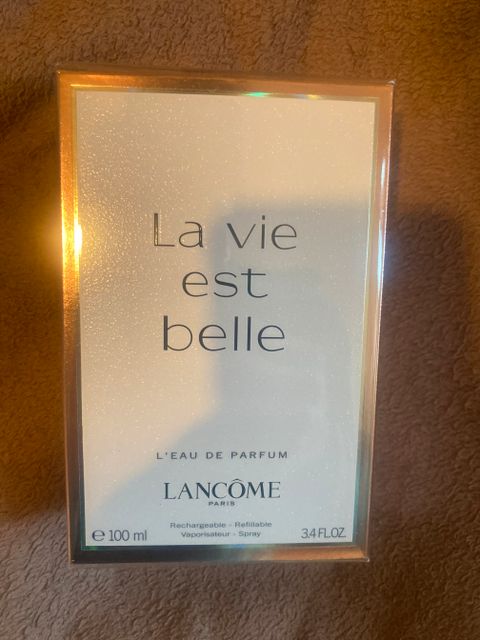 La vie
est
belle
L'EAU DE PARFUM
LANCÔME
PARIS
Rechargeable - Refillable
Vaporisateur - Spray
℮ 100 ml
3.4 FL.OZ.